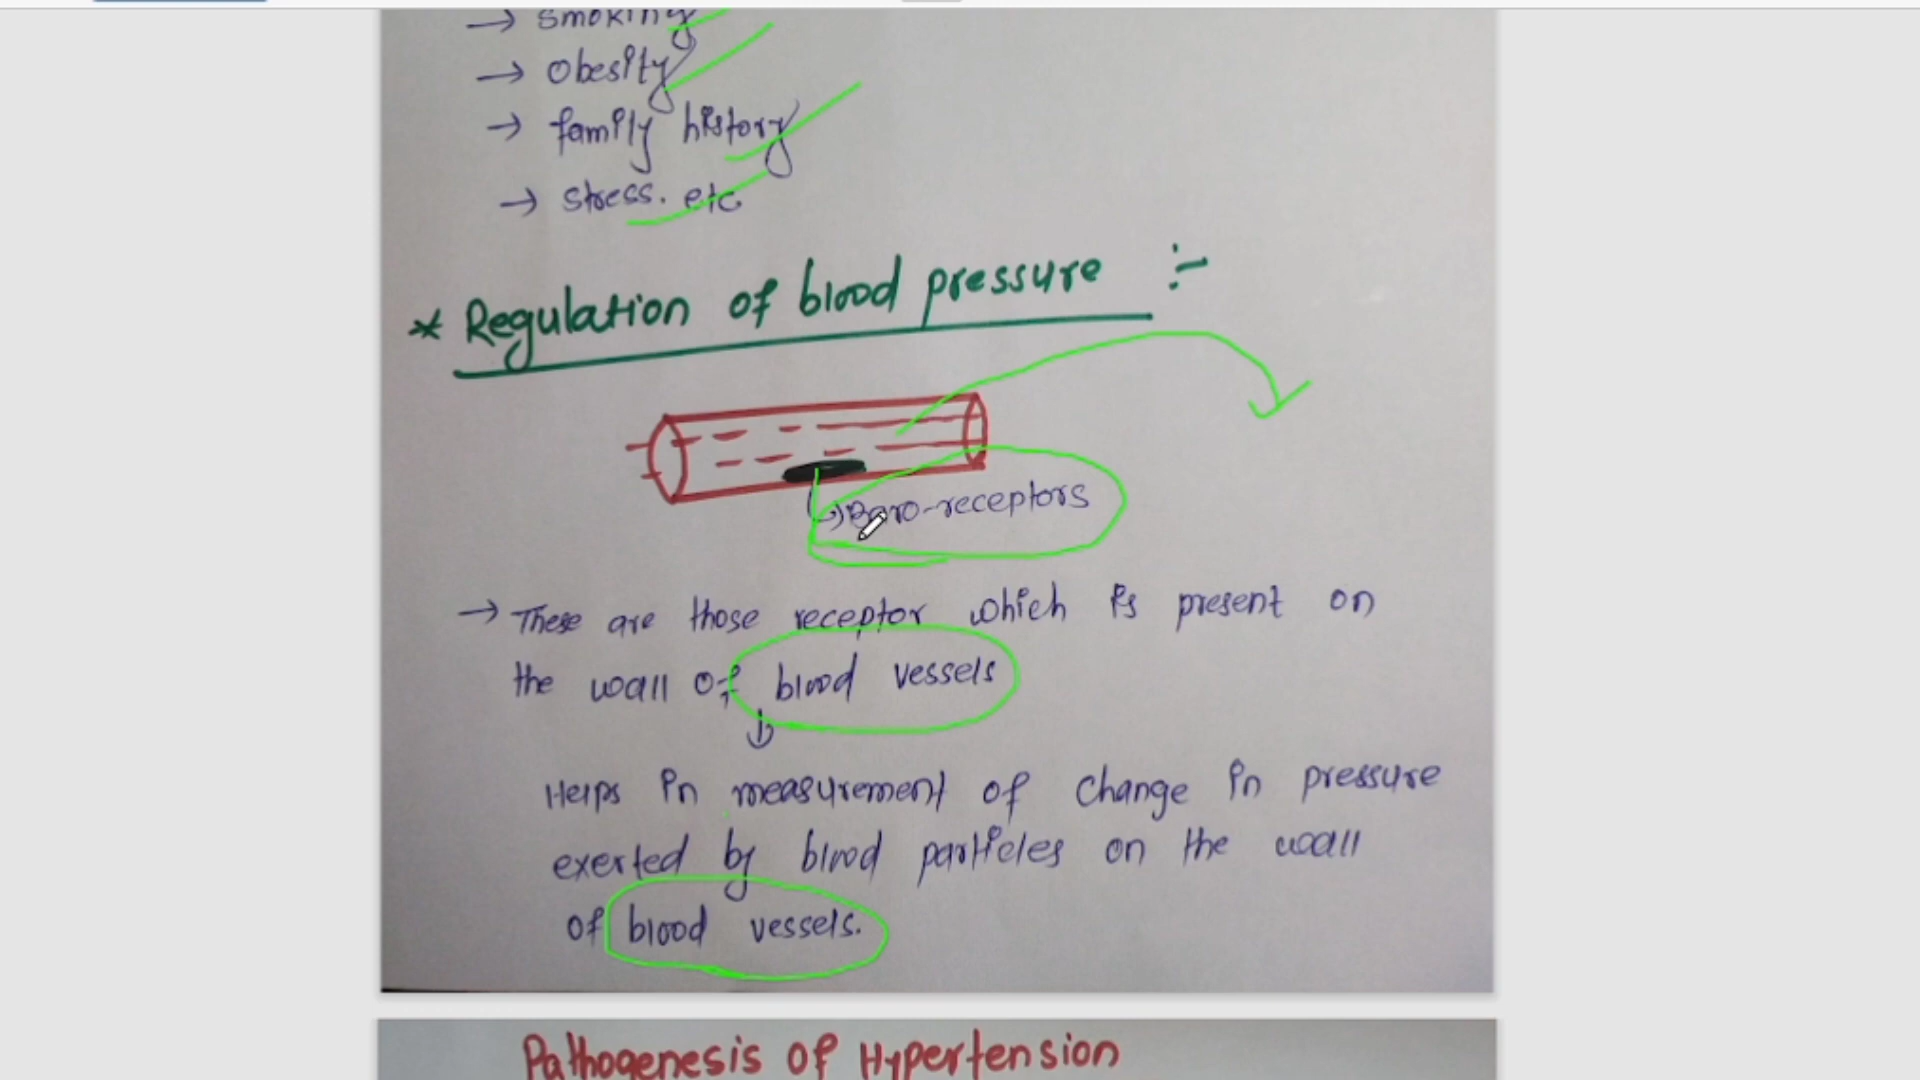 → smoking
→ obesity
→ family history
→ stress. etc
* Regulation of blood pressure :-
→ Baro-receptors
→ These are those receptor which is present on
the wall of blood vessels
↓
Helps in measurement of change in pressure
exerted by blood particles on the wall
of blood vessels.
Pathogenesis of Hypertension